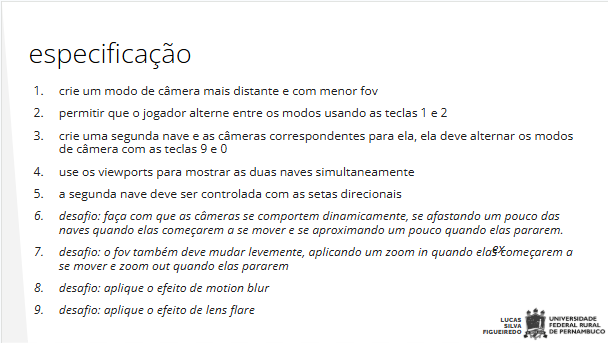 especificação
1. crie um modo de câmera mais distante e com menor fov
2. permitir que o jogador alterne entre os modos usando as teclas 1 e 2
3. crie uma segunda nave e as câmeras correspondentes para ela, ela deve alternar os modos
de câmera com as teclas 9 e 0
4. use os viewports para mostrar as duas naves simultaneamente
5. a segunda nave deve ser controlada com as setas direcionais
6. desafio: faça com que as câmeras se comportem dinamicamente, se afastando um pouco das
naves quando elas começarem a se mover e se aproximando um pouco quando elas pararem.
ex
7. desafio: o fov também deve mudar levemente, aplicando um zoom in quando elas começarem a
se mover e zoom out quando elas pararem
8. desafio: aplique o efeito de motion blur
9. desafio: aplique o efeito de lens flare
LUCAS
SILVA
FIGUEIREDO
UNIVERSIDADE
FEDERAL RURAL
DE PERNAMBUCO